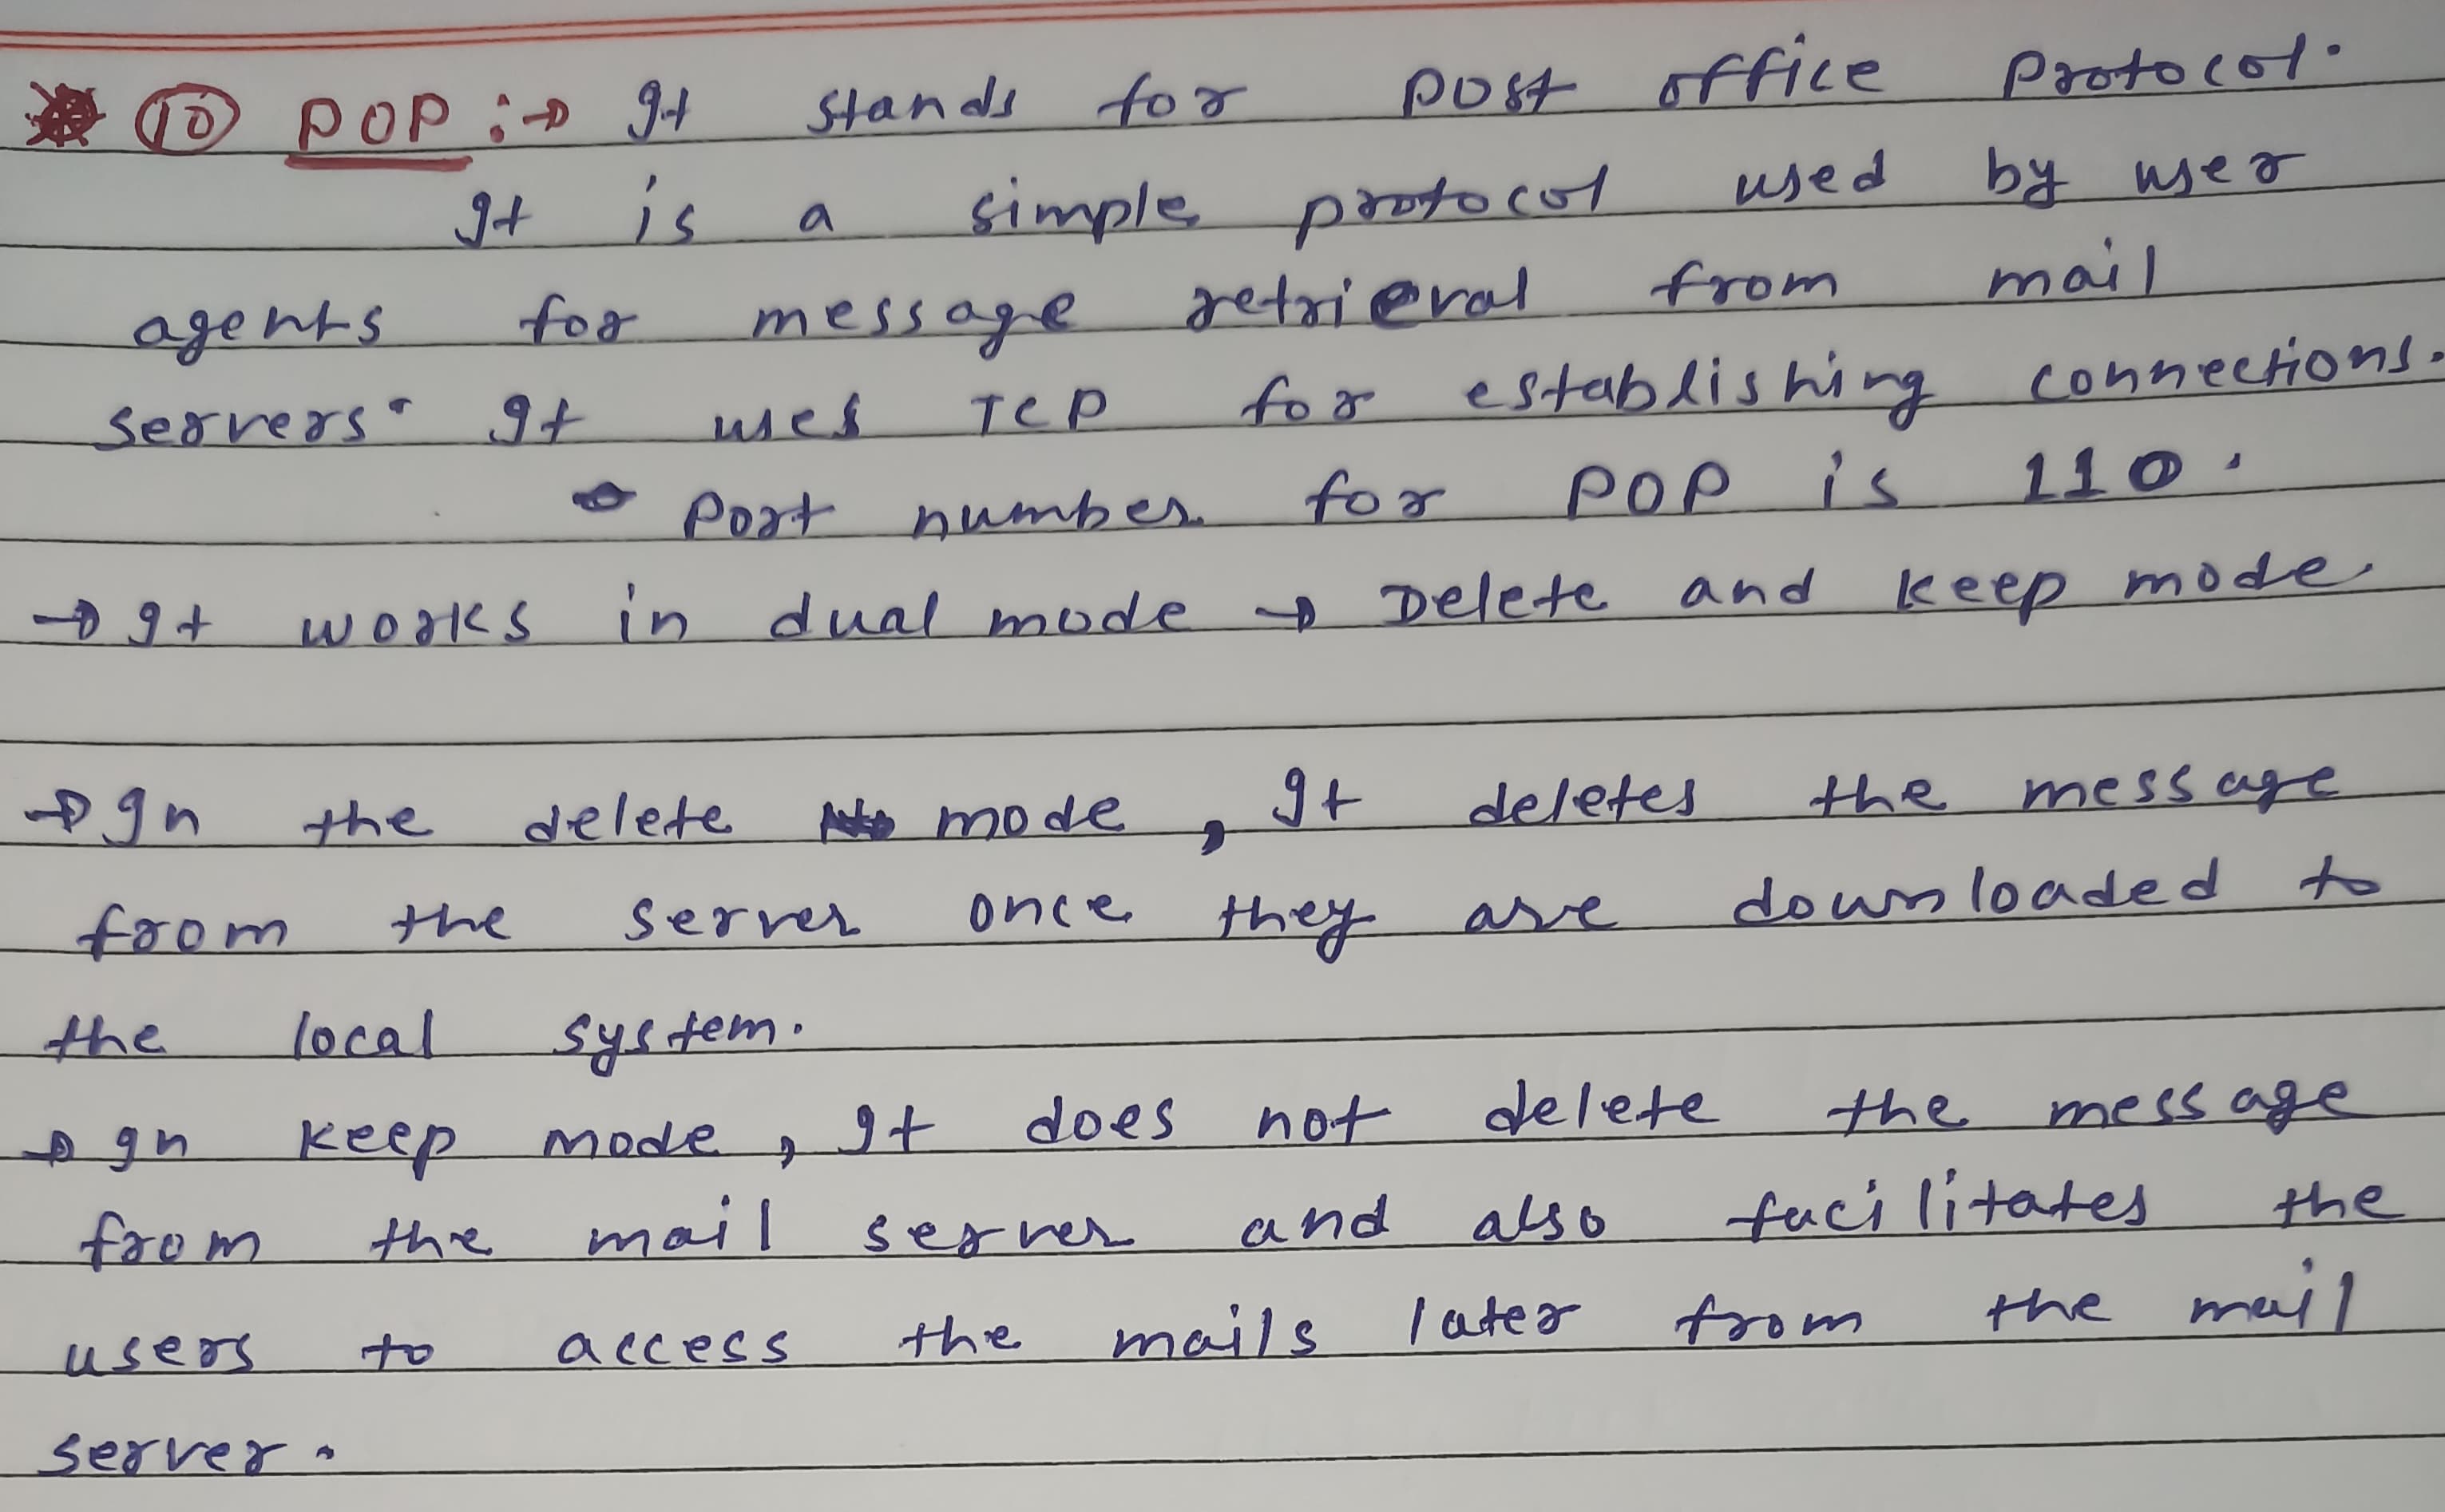 ⑩ POP :→ It stands for Post office Protocol.
It is a simple protocol used by user
agents for message retrieval from mail
servers. It uses TCP for establishing connections.
Port number for POP is 110.
→ It works in dual mode → Delete and keep mode.
→ In the delete mode, It deletes the message
from the server once they are downloaded to
the local system.
→ In keep mode, It does not delete the message
from the mail server and also facilitates the
users to access the mails later from the mail
server.